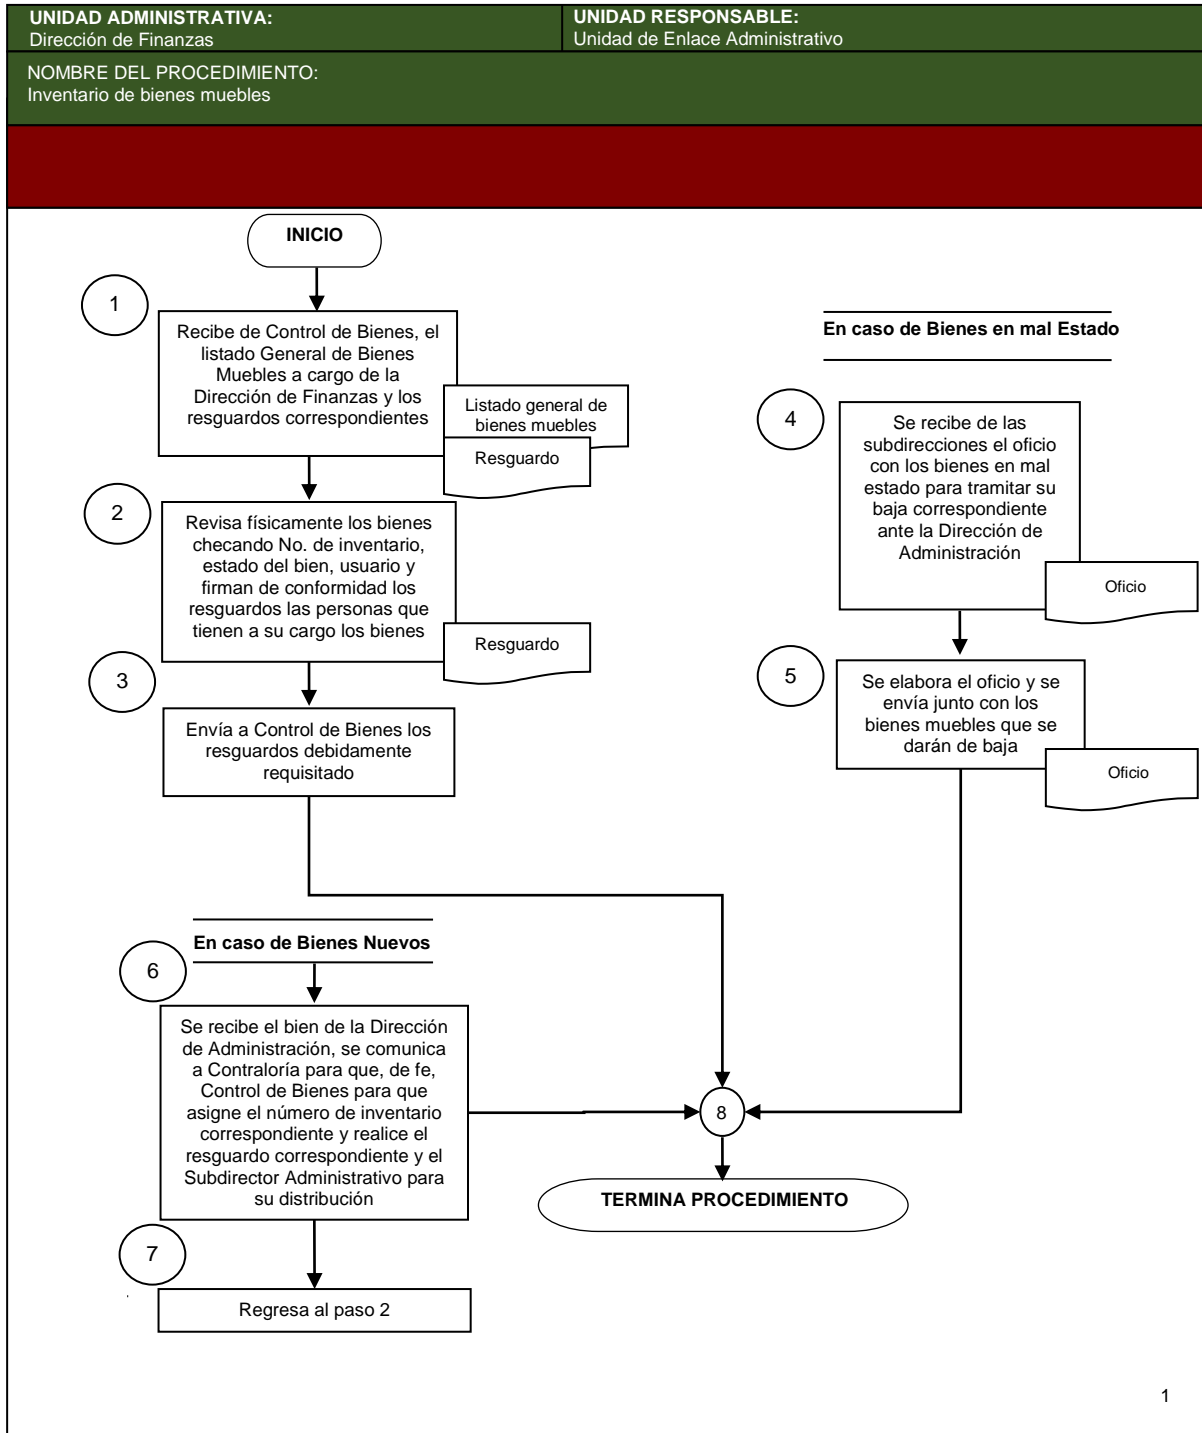 UNIDAD ADMINISTRATIVA:
Dirección de Finanzas
UNIDAD RESPONSABLE:
Unidad de Enlace Administrativo
NOMBRE DEL PROCEDIMIENTO:
Inventario de bienes muebles
INICIO
1
Recibe de Control de Bienes, el
listado General de Bienes
Muebles a cargo de la
Dirección de Finanzas y los
resguardos correspondientes
Listado general de
bienes muebles
Resguardo
2
Revisa físicamente los bienes
checando No. de inventario,
estado del bien, usuario y
firman de conformidad los
resguardos las personas que
tienen a su cargo los bienes
Resguardo
3
Envía a Control de Bienes los
resguardos debidamente
requisitado
En caso de Bienes en mal Estado
4
Se recibe de las
subdirecciones el oficio
con los bienes en mal
estado para tramitar su
baja correspondiente
ante la Dirección de
Administración
Oficio
5
Se elabora el oficio y se
envía junto con los
bienes muebles que se
darán de baja
Oficio
En caso de Bienes Nuevos
6
Se recibe el bien de la Dirección
de Administración, se comunica
a Contraloría para que, de fe,
Control de Bienes para que
asigne el número de inventario
correspondiente y realice el
resguardo correspondiente y el
Subdirector Administrativo para
su distribución
7
Regresa al paso 2
8
TERMINA PROCEDIMIENTO
1